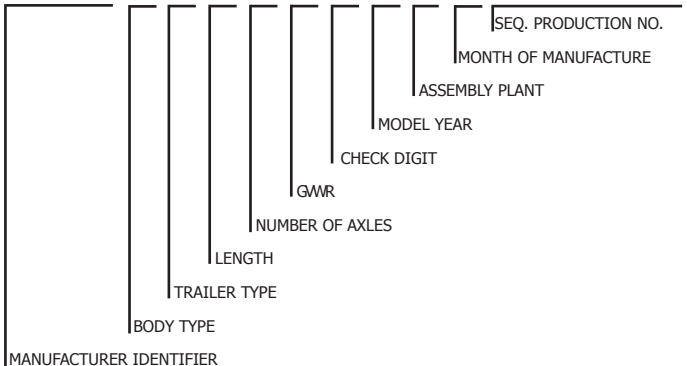 SEQ. PRODUCTION NO.
MONTH OF MANUFACTURE
ASSEMBLY PLANT
MODEL YEAR
CHECK DIGIT
GVWR
NUMBER OF AXLES
LENGTH
TRAILER TYPE
BODY TYPE
MANUFACTURER IDENTIFIER